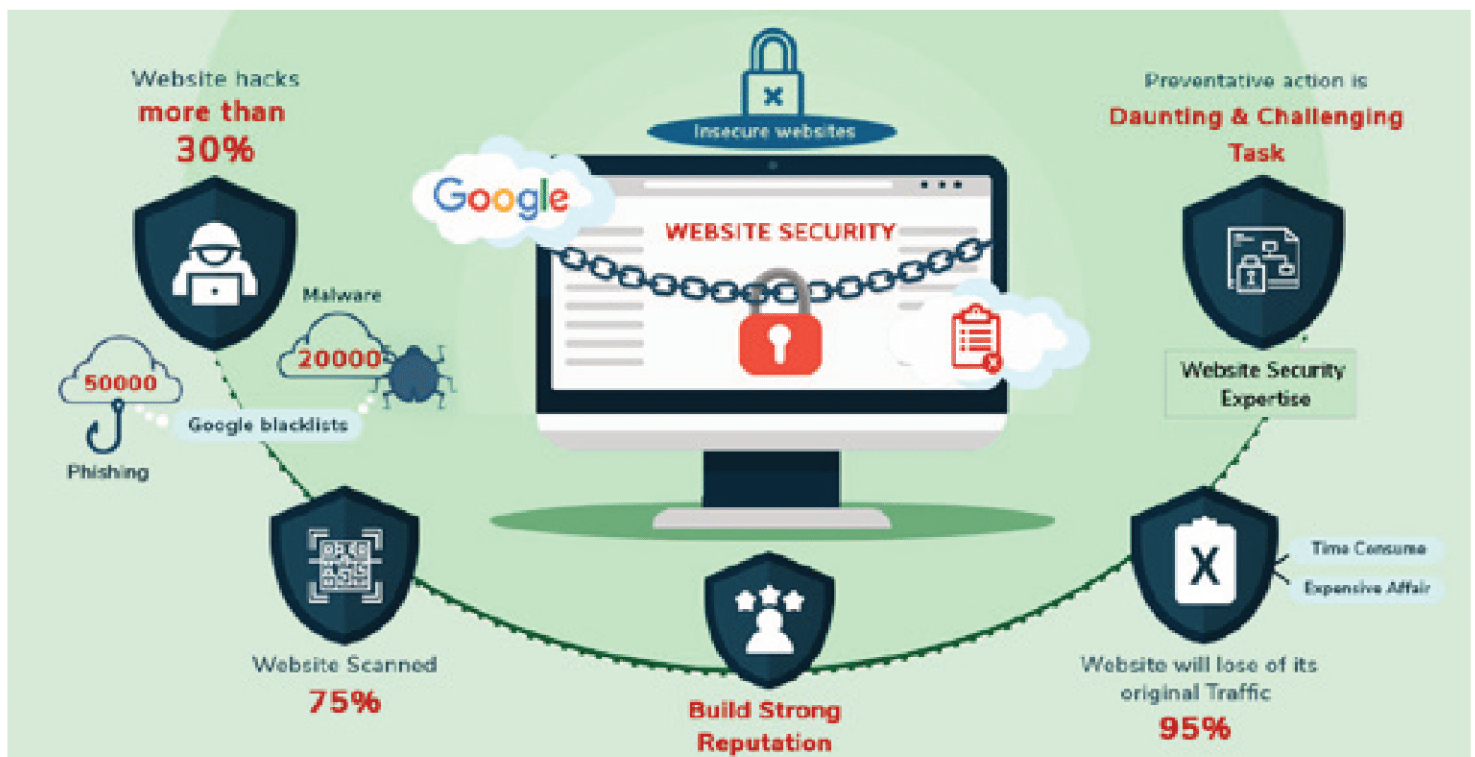 Website hacks
more than
30%
Malware
20000
50000
Google blacklists
Phishing
Website Scanned
75%
Insecure websites
Google
WEBSITE SECURITY
Build Strong
Reputation
Preventative action is
Daunting & Challenging
Task
Website Security
Expertise
X
Time Consume
Expensive Affair
Website will lose of its
original Traffic
95%